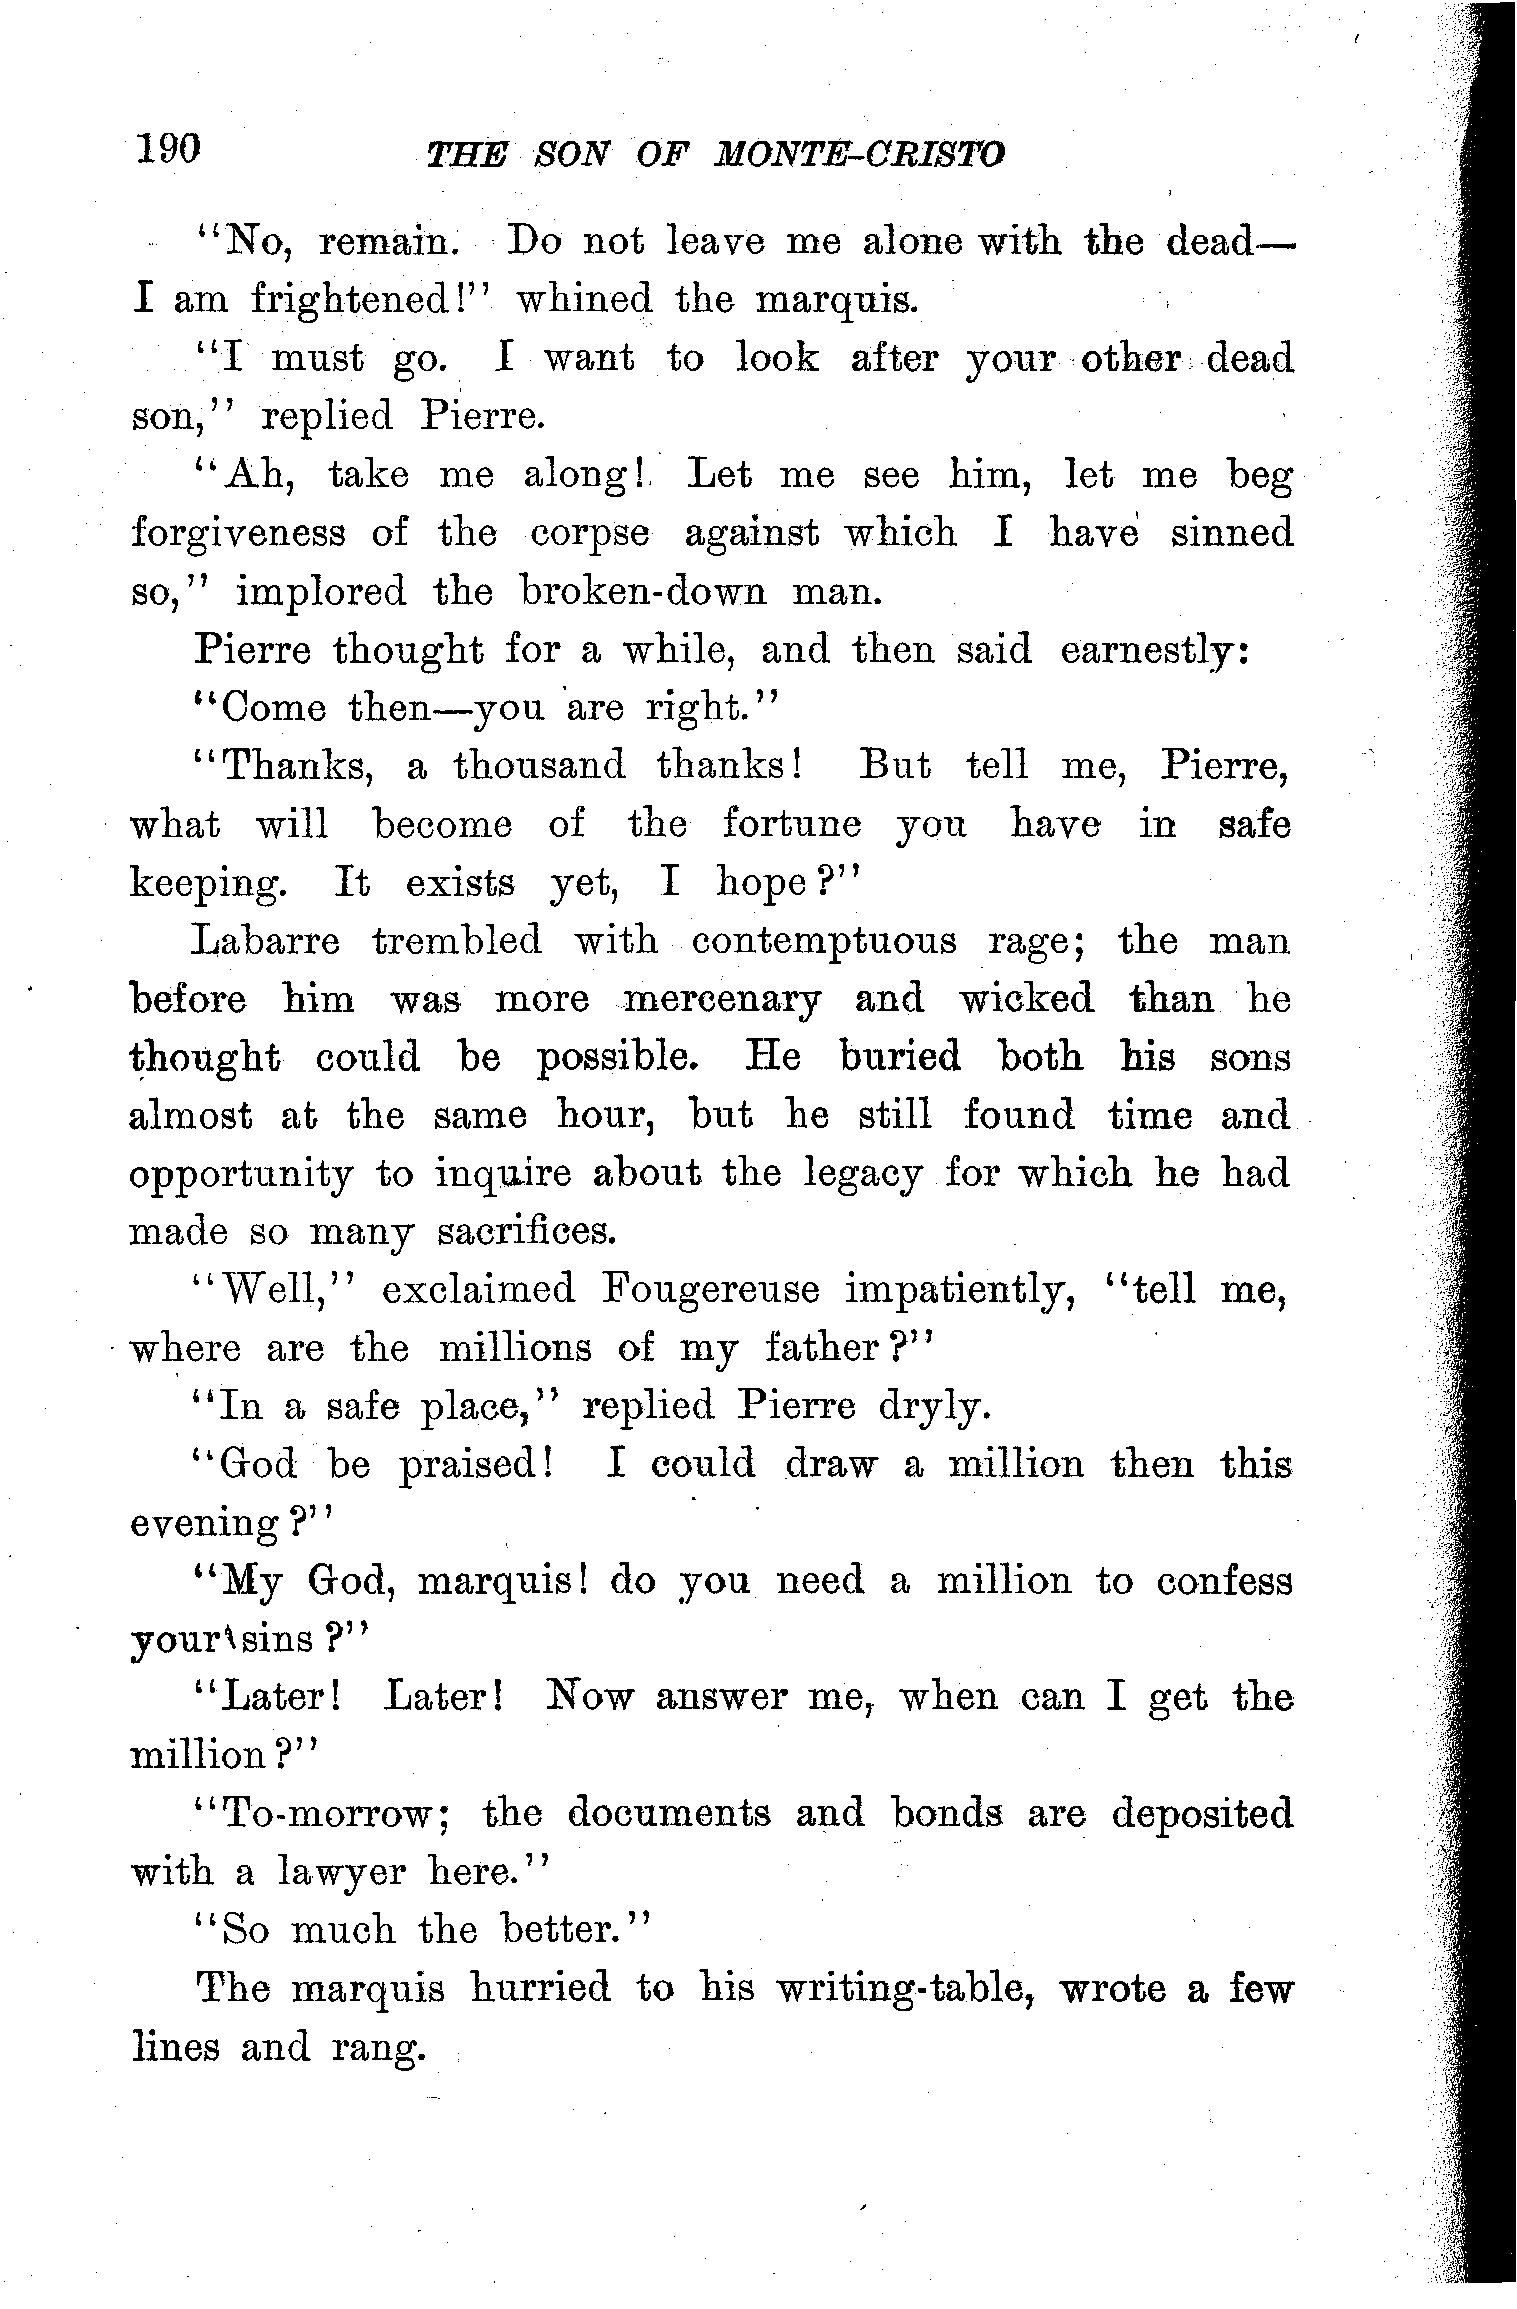 190 THE SON OF MONTE-CRISTO
"No, remain. Do not leave me alone with the dead—
I am frightened!" whined the marquis.
"I must go. I want to look after your other dead
son," replied Pierre.
"Ah, take me along! Let me see him, let me beg
forgiveness of the corpse against which I have sinned
so," implored the broken-down man.
Pierre thought for a while, and then said earnestly:
"Come then—you are right."
"Thanks, a thousand thanks! But tell me, Pierre,
what will become of the fortune you have in safe
keeping. It exists yet, I hope?"
Labarre trembled with contemptuous rage; the man
before him was more mercenary and wicked than he
thought could be possible. He buried both his sons
almost at the same hour, but he still found time and
opportunity to inquire about the legacy for which he had
made so many sacrifices.
"Well," exclaimed Fougereuse impatiently, "tell me,
where are the millions of my father?"
"In a safe place," replied Pierre dryly.
"God be praised! I could draw a million then this
evening?"
"My God, marquis! do you need a million to confess
your sins?"
"Later! Later! Now answer me, when can I get the
million?"
"To-morrow; the documents and bonds are deposited
with a lawyer here."
"So much the better."
The marquis hurried to his writing-table, wrote a few
lines and rang.